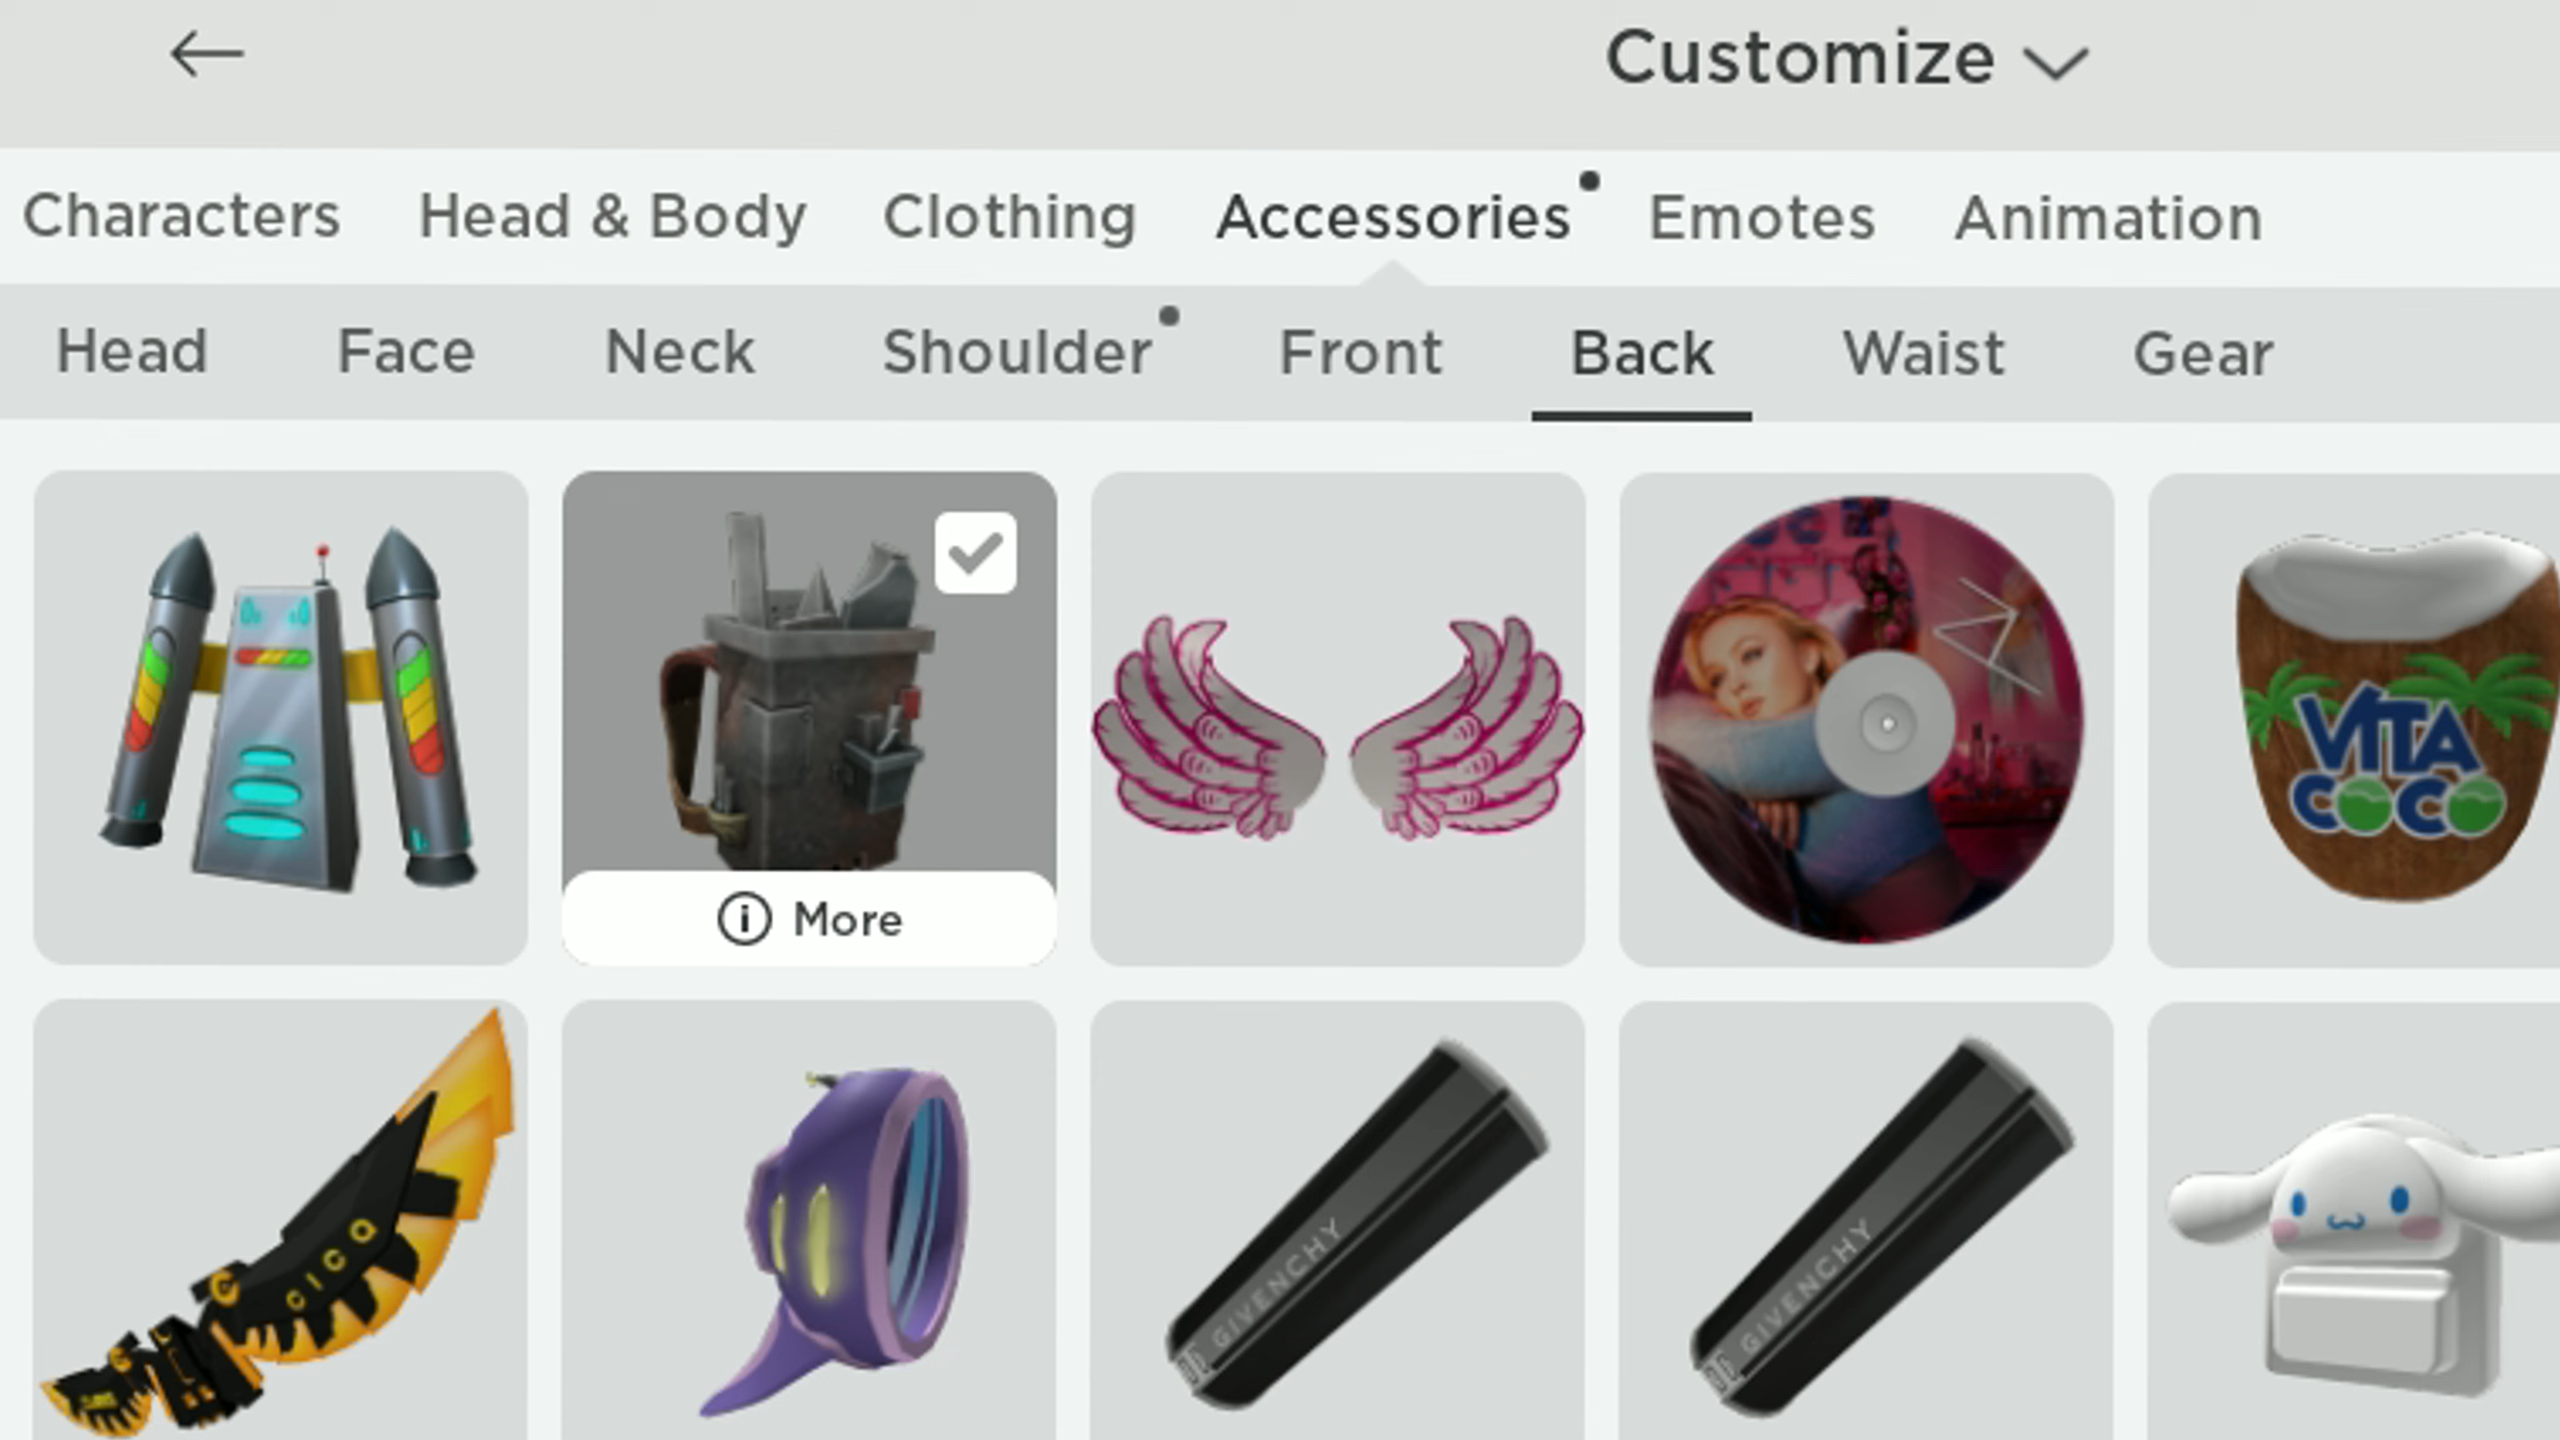 Customize
Characters Head & Body Clothing Accessories Emotes Animation
Head Face Neck Shoulder Front Back Waist Gear
VITA
COCO
More
GIVENCHY
GIVENCHY